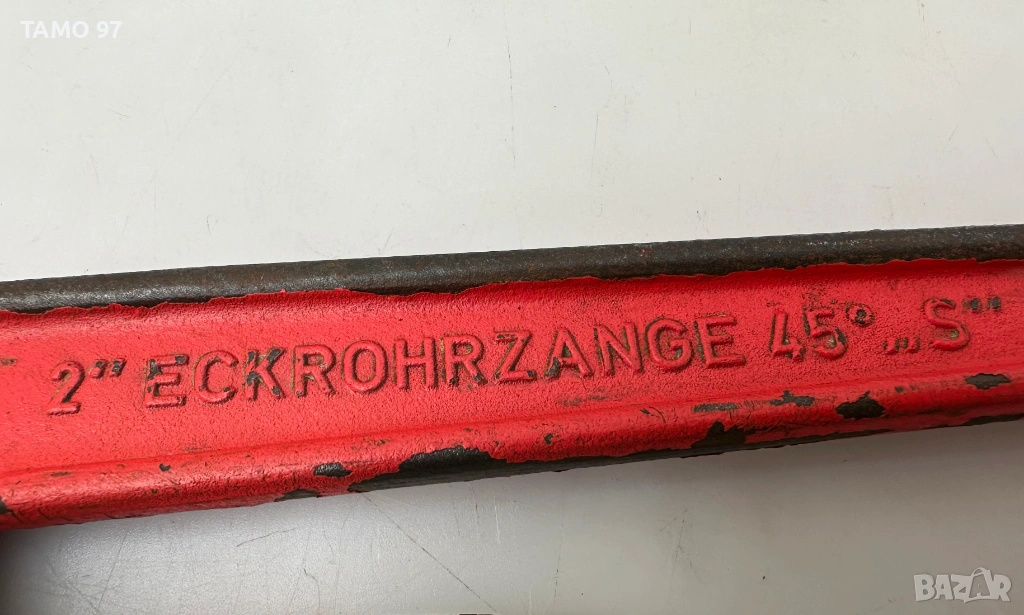 TAMO 97
2" ECKROHRZANGE 45° „S"
BAZAR